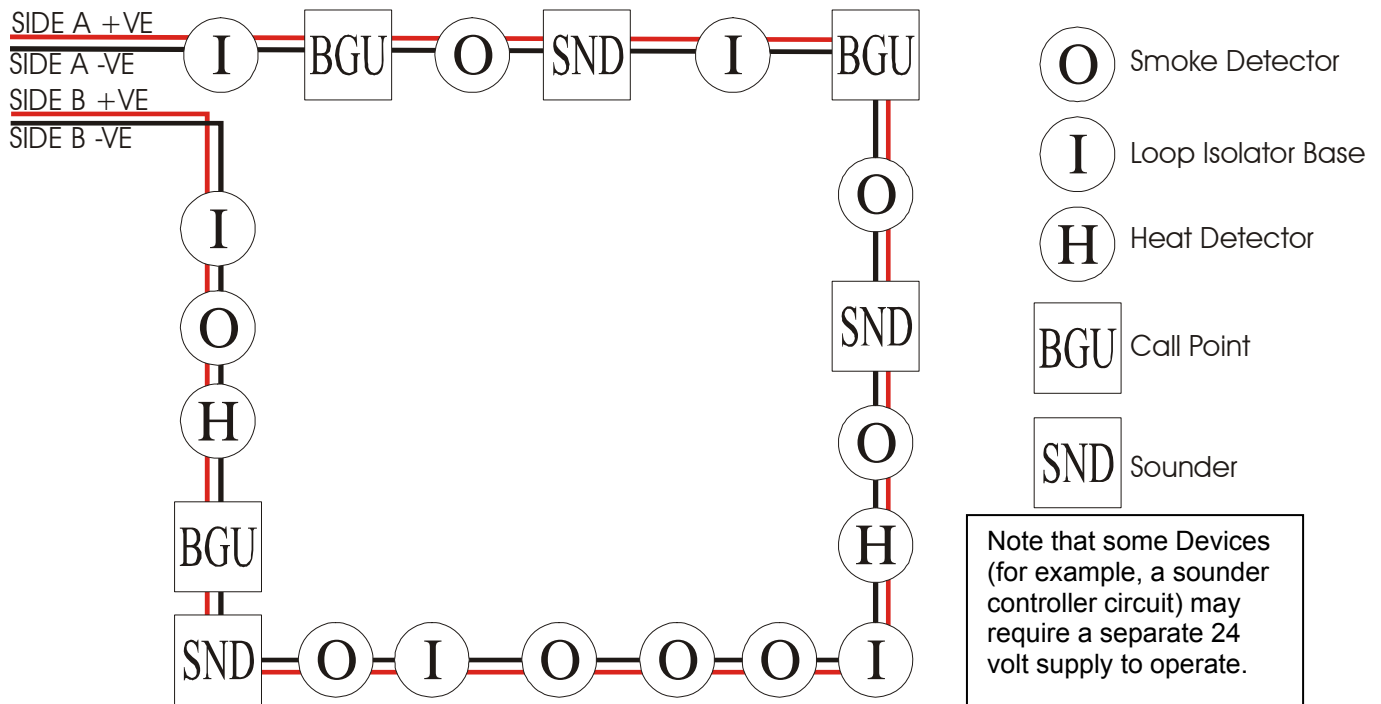 SIDE A +VE
SIDE A -VE
SIDE B +VE
SIDE B -VE
I BGU O SND I BGU
O
SND
O
H
I
O
H
BGU
SND O I O O O I
O Smoke Detector
I Loop Isolator Base
H Heat Detector
BGU Call Point
SND Sounder
Note that some Devices
(for example, a sounder
controller circuit) may
require a separate 24
volt supply to operate.